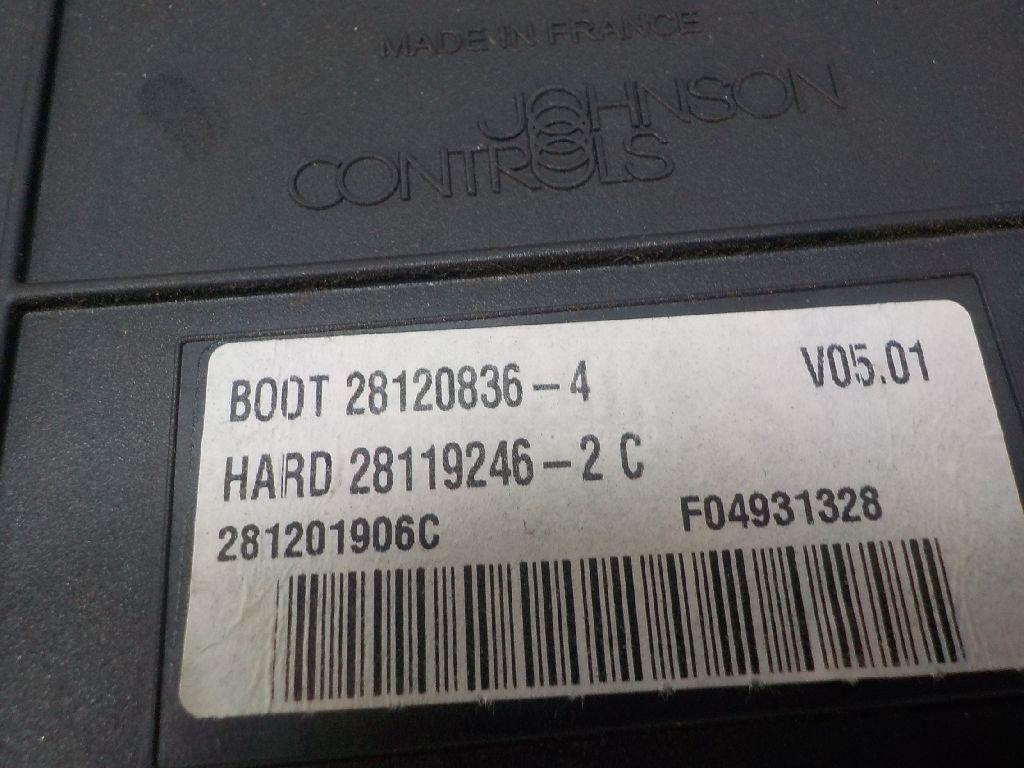 MADE IN FRANCE
JOHNSON
CONTROLS
BOOT 28120836-4
V05.01
HARD 28119246-2 C
281201906C
F04931328